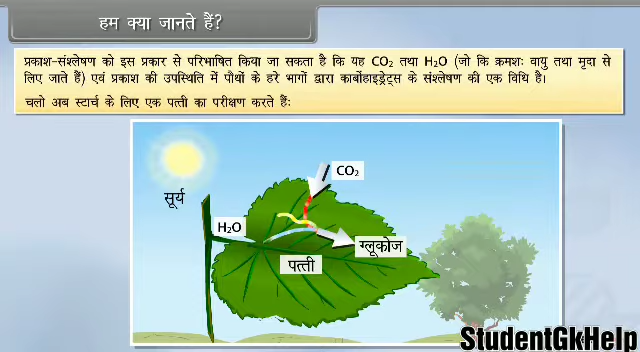 हम क्या जानते हैं?
प्रकाश-संश्लेषण को इस प्रकार से परिभाषित किया जा सकता है कि यह CO₂ तथा H₂O (जो कि क्रमशः वायु तथा मृदा से
लिए जाते हैं) एवं प्रकाश की उपस्थिति में पौधों के हरे भागों द्वारा कार्बोहाइड्रेट्स के संश्लेषण की एक विधि है।
चलो अब स्टार्च के लिए एक पत्ती का परीक्षण करते हैंः
CO₂
सूर्य
H₂O
ग्लूकोज
पत्ती
StudentGkHelp